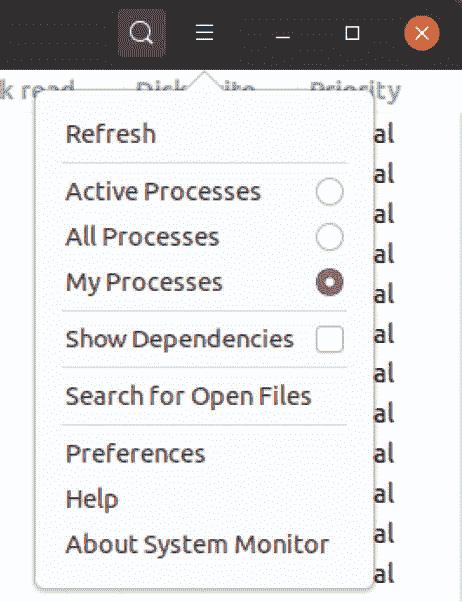 Refresh
Active Processes
All Processes
My Processes
Show Dependencies
Search for Open Files
Preferences
Help
About System Monitor